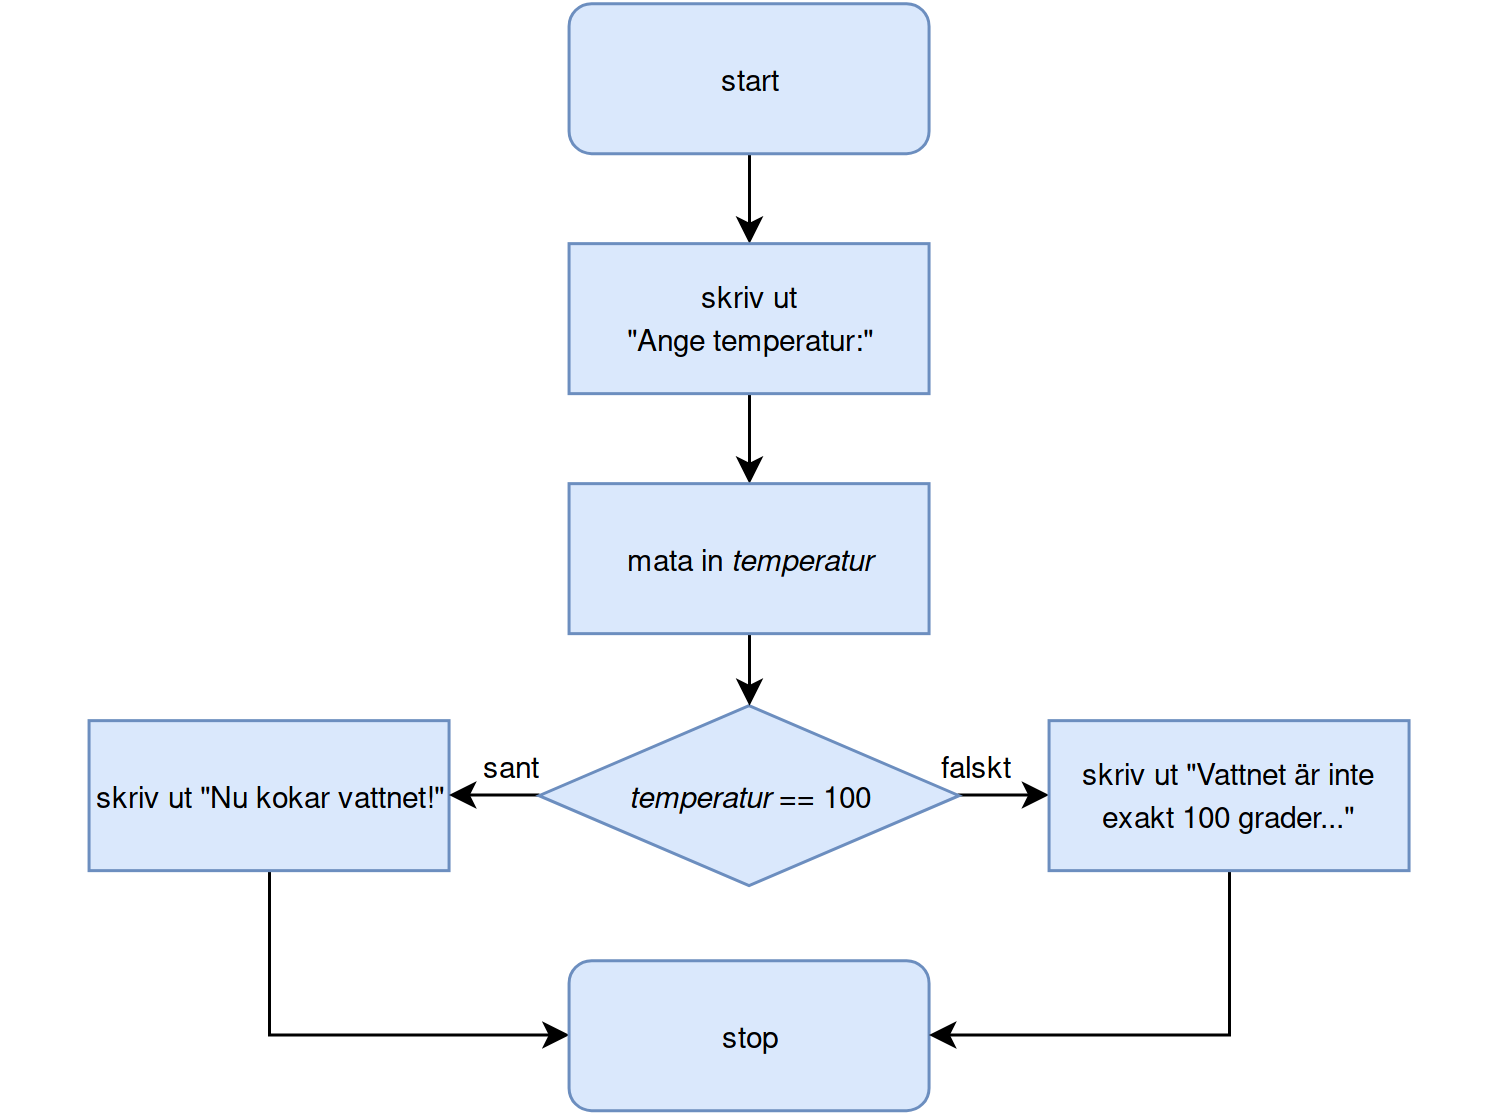 start
skriv ut
"Ange temperatur:"
mata in temperatur
sant
falskt
skriv ut "Nu kokar vattnet!"
temperatur == 100
skriv ut "Vattnet är inte
exakt 100 grader..."
stop